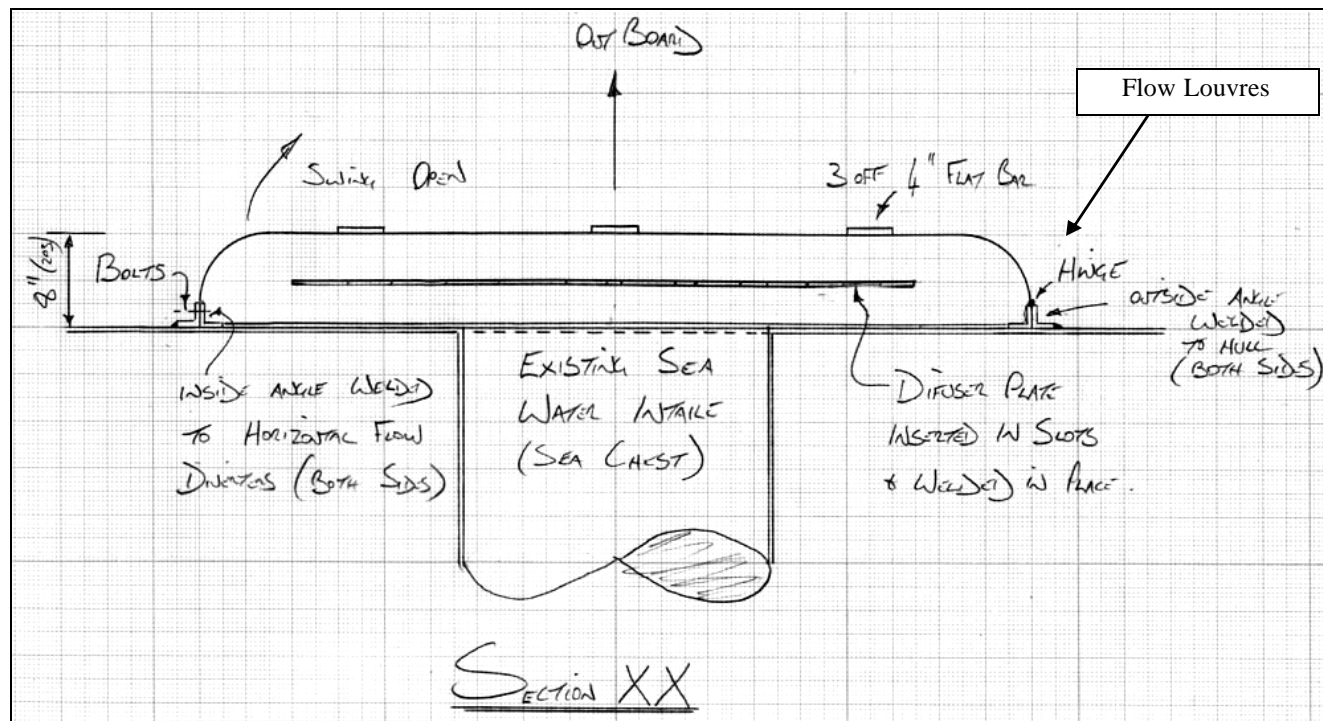 OUT BOARD
Flow Louvres
SWING OPEN
3 OFF 4" FLAT BAR
8" (203)
BOLTS
HINGE
OUTSIDE ANGLE
WELDED
TO HULL
(BOTH SIDES)
INSIDE ANGLE WELDED
TO HORIZONTAL FLOW
DIVERTERS (BOTH SIDES)
EXISTING SEA
WATER INTAKE
(SEA CHEST)
DIFUSER PLATE
INSERTED IN SLOTS
& WELDED IN PLACE.
SECTION XX